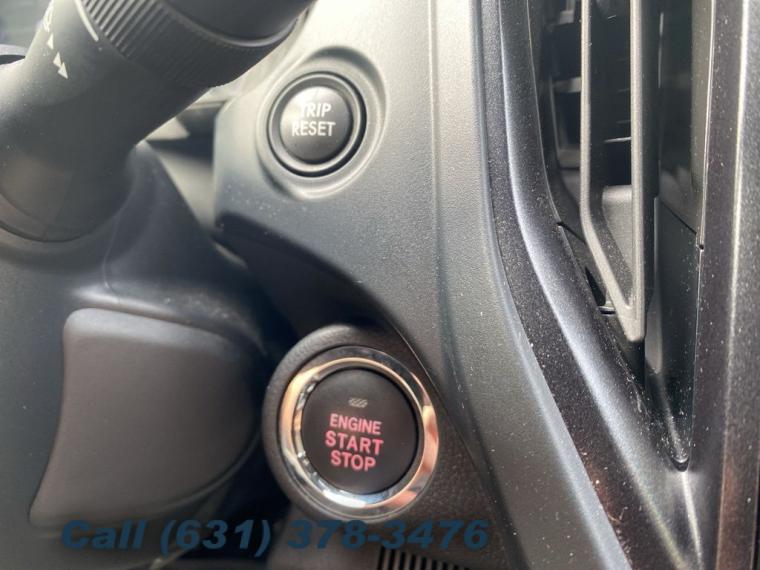 TRIP
RESET
ENGINE
START
STOP
Call (631) 378-3476